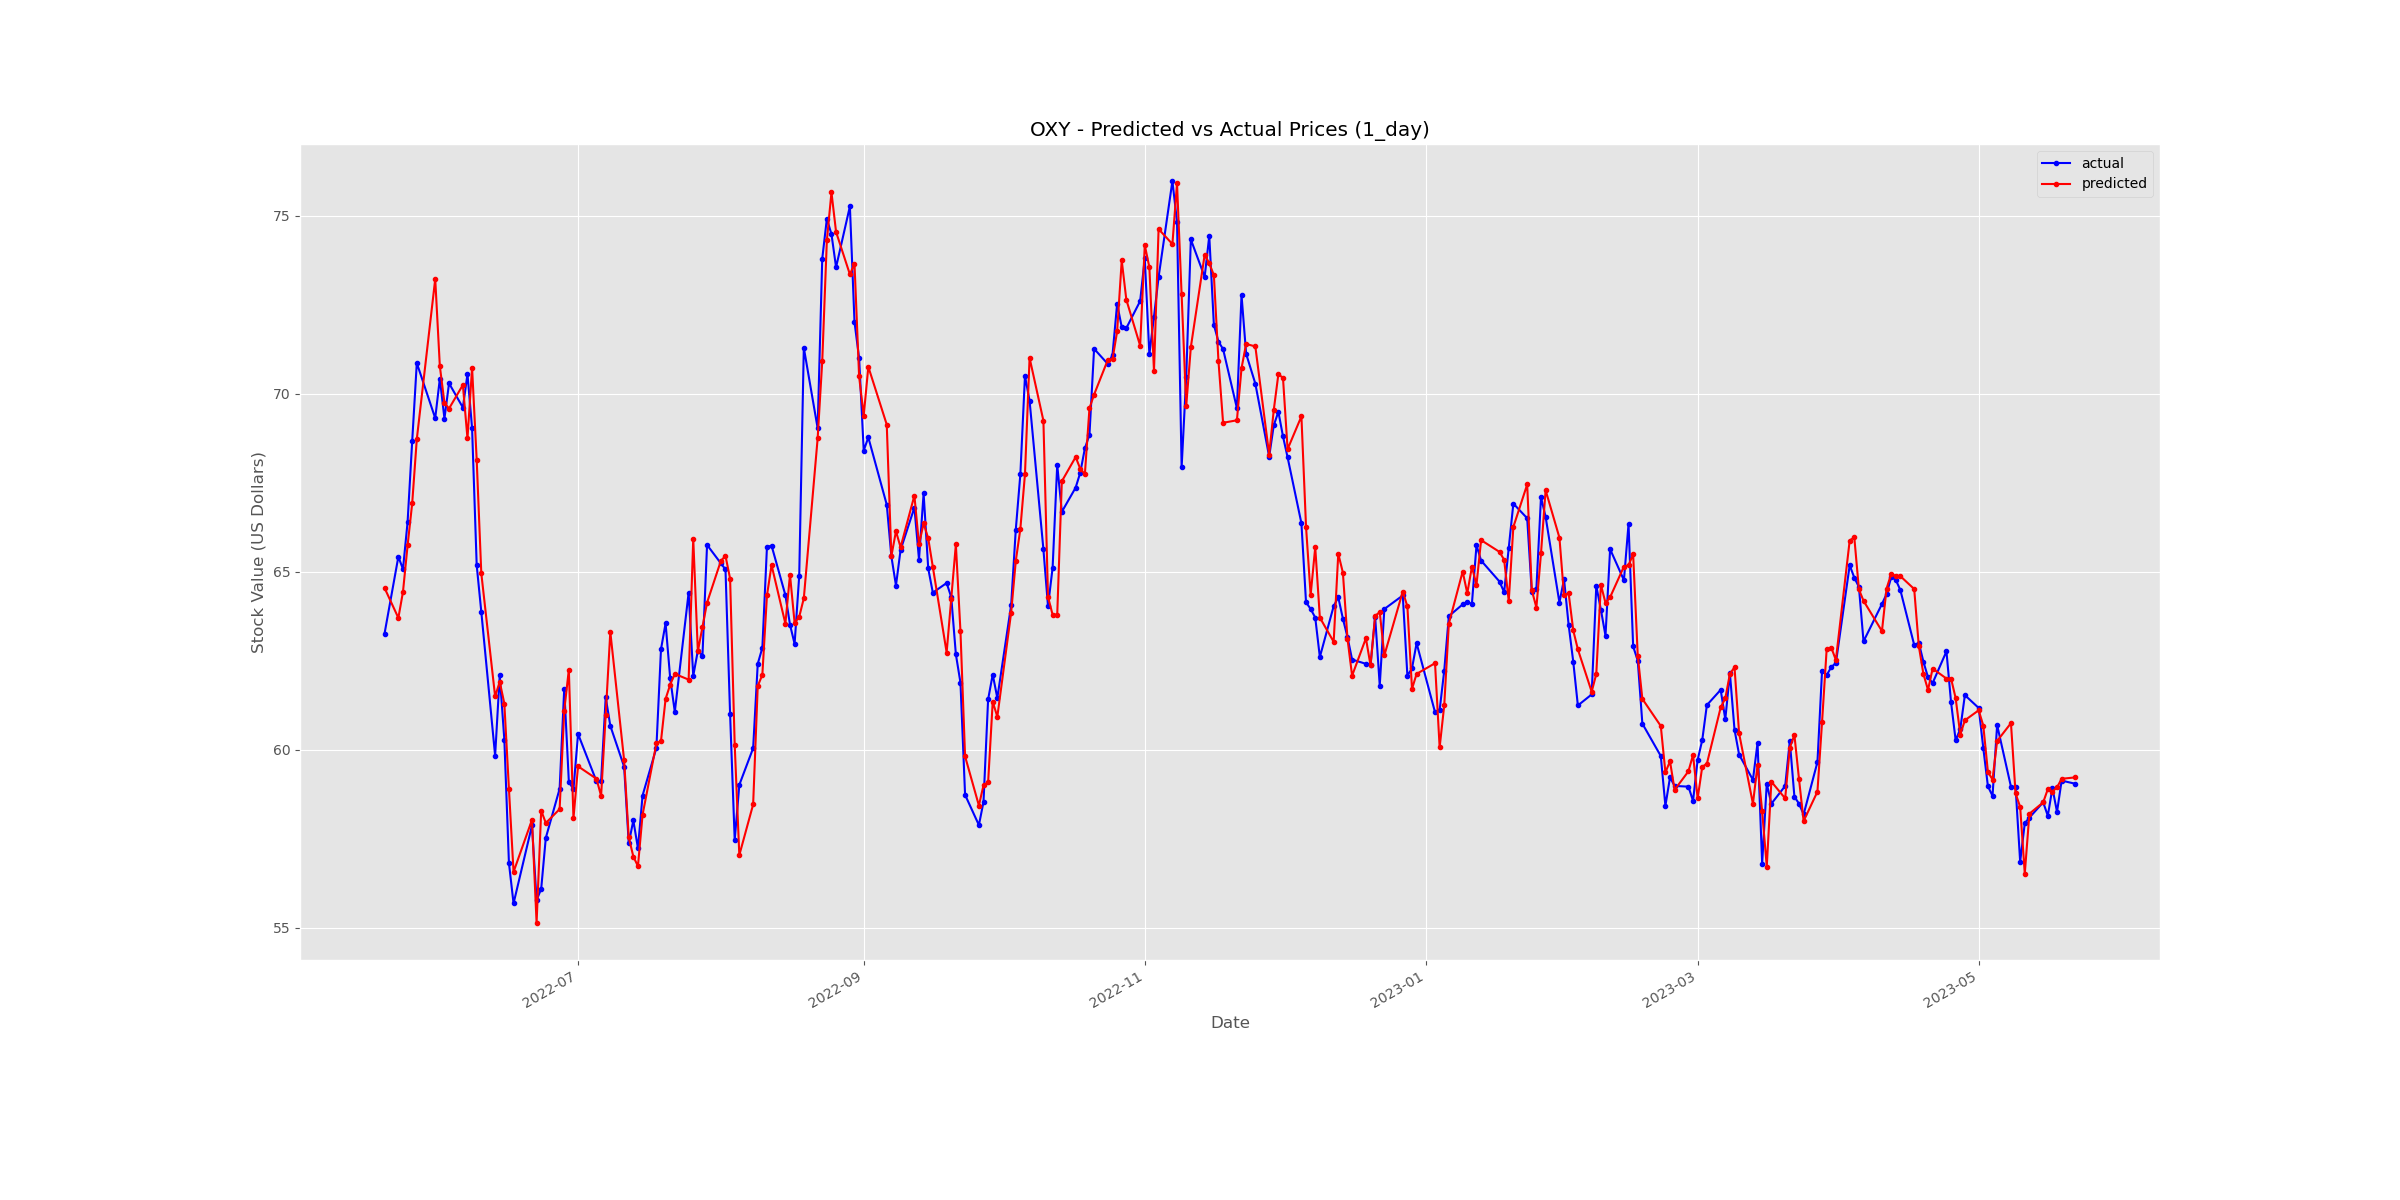 OXY - Predicted vs Actual Prices (1_day)
actual
predicted
Stock Value (US Dollars)
75
70
65
60
55
2022-07
2022-09
2022-11
2023-01
2023-03
2023-05
Date